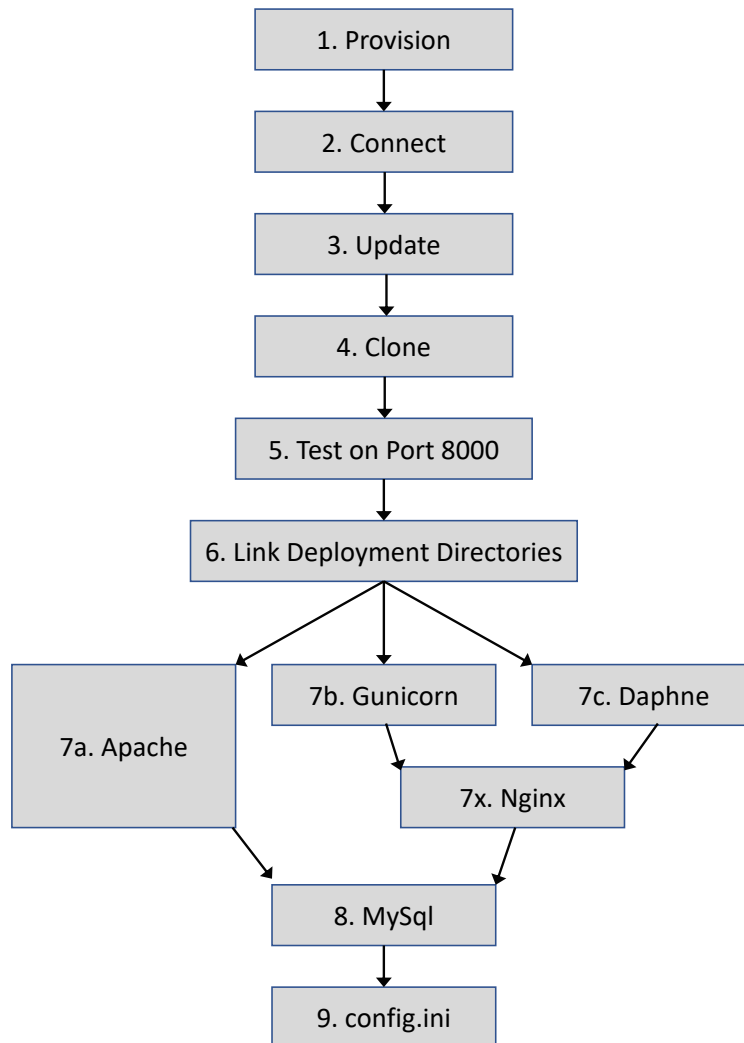 1. Provision
2. Connect
3. Update
4. Clone
5. Test on Port 8000
6. Link Deployment Directories
7a. Apache
7b. Gunicorn
7c. Daphne
7x. Nginx
8. MySql
9. config.ini